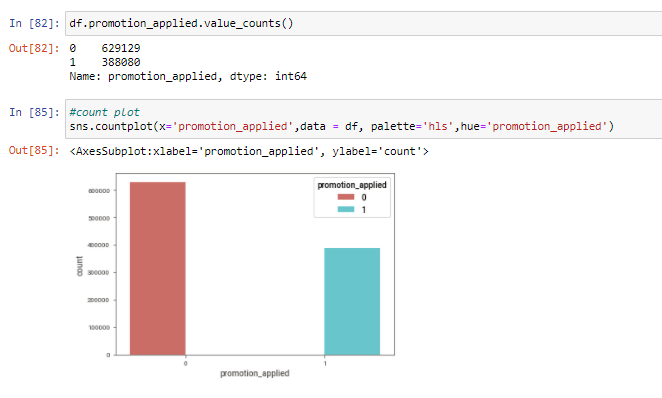 In [82]: df.promotion_applied.value_counts()
Out[82]: 0    629129
1    388080
Name: promotion_applied, dtype: int64
In [85]: #count plot
sns.countplot(x='promotion_applied',data = df, palette='hls',hue='promotion_applied')
Out[85]: <AxesSubplot:xlabel='promotion_applied', ylabel='count'>
promotion_applied
0
1
600000
500000
400000
300000
200000
100000
0
count
0 1
promotion_applied